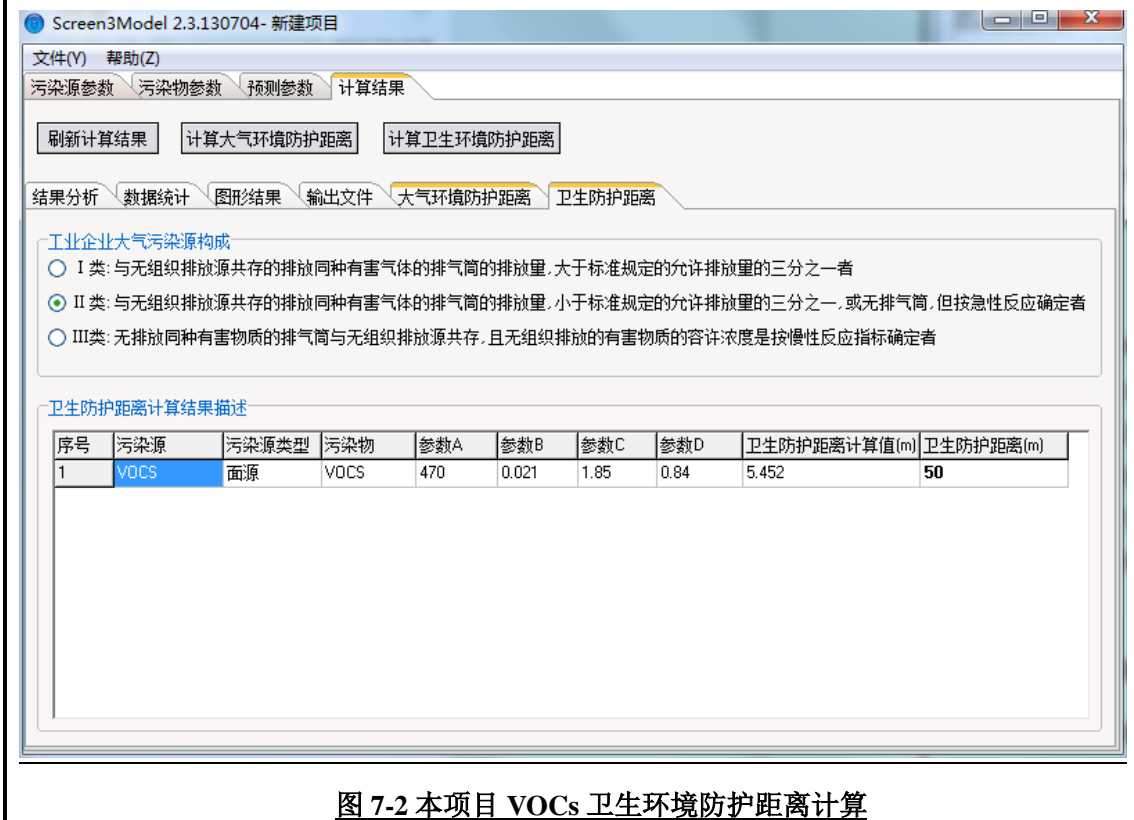 Screen3Model 2.3.130704- 新建项目
文件(Y) 帮助(Z)
污染源参数 污染物参数 预测参数 计算结果
刷新计算结果 计算大气环境防护距离 计算卫生环境防护距离
结果分析 数据统计 图形结果 输出文件 大气环境防护距离 卫生防护距离
工业企业大气污染源构成
I 类:与无组织排放源共存的排放同种有害气体的排气筒的排放量,大于标准规定的允许排放量的三分之一者
II 类:与无组织排放源共存的排放同种有害气体的排气筒的排放量,小于标准规定的允许排放量的三分之一,或无排气筒,但按急性反应确定者
III类:无排放同种有害物质的排气筒与无组织排放源共存,且无组织排放的有害物质的容许浓度是按慢性反应指标确定者
卫生防护距离计算结果描述
序号 污染源 污染源类型 污染物 参数A 参数B 参数C 参数D 卫生防护距离计算值(m) 卫生防护距离(m)
1 VOCS 面源 VOCS 470 0.021 1.85 0.84 5.452 50
图 7-2 本项目 VOCs 卫生环境防护距离计算